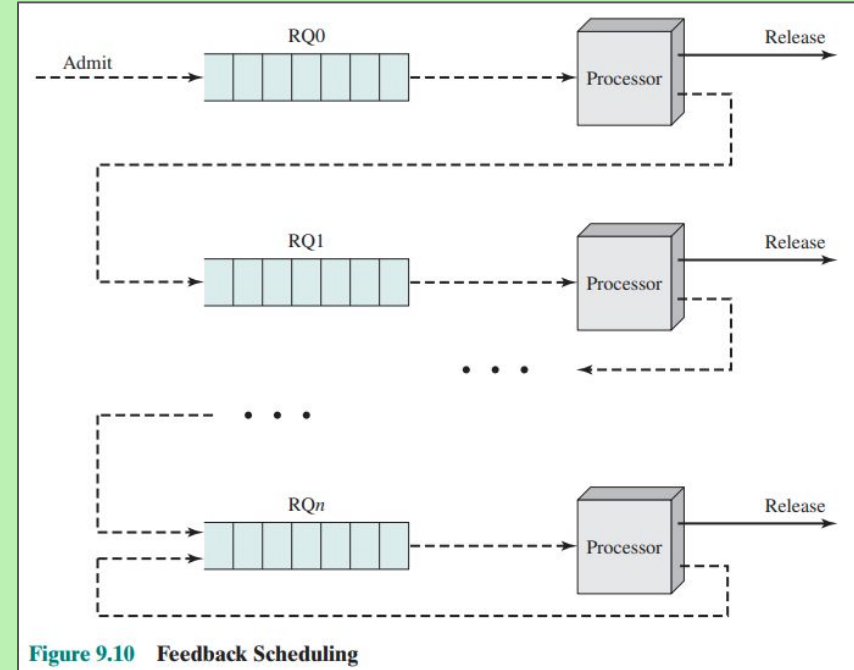 RQ0
Release
Admit
Processor
RQ1
Release
Processor
RQn
Release
Processor
Figure 9.10 Feedback Scheduling